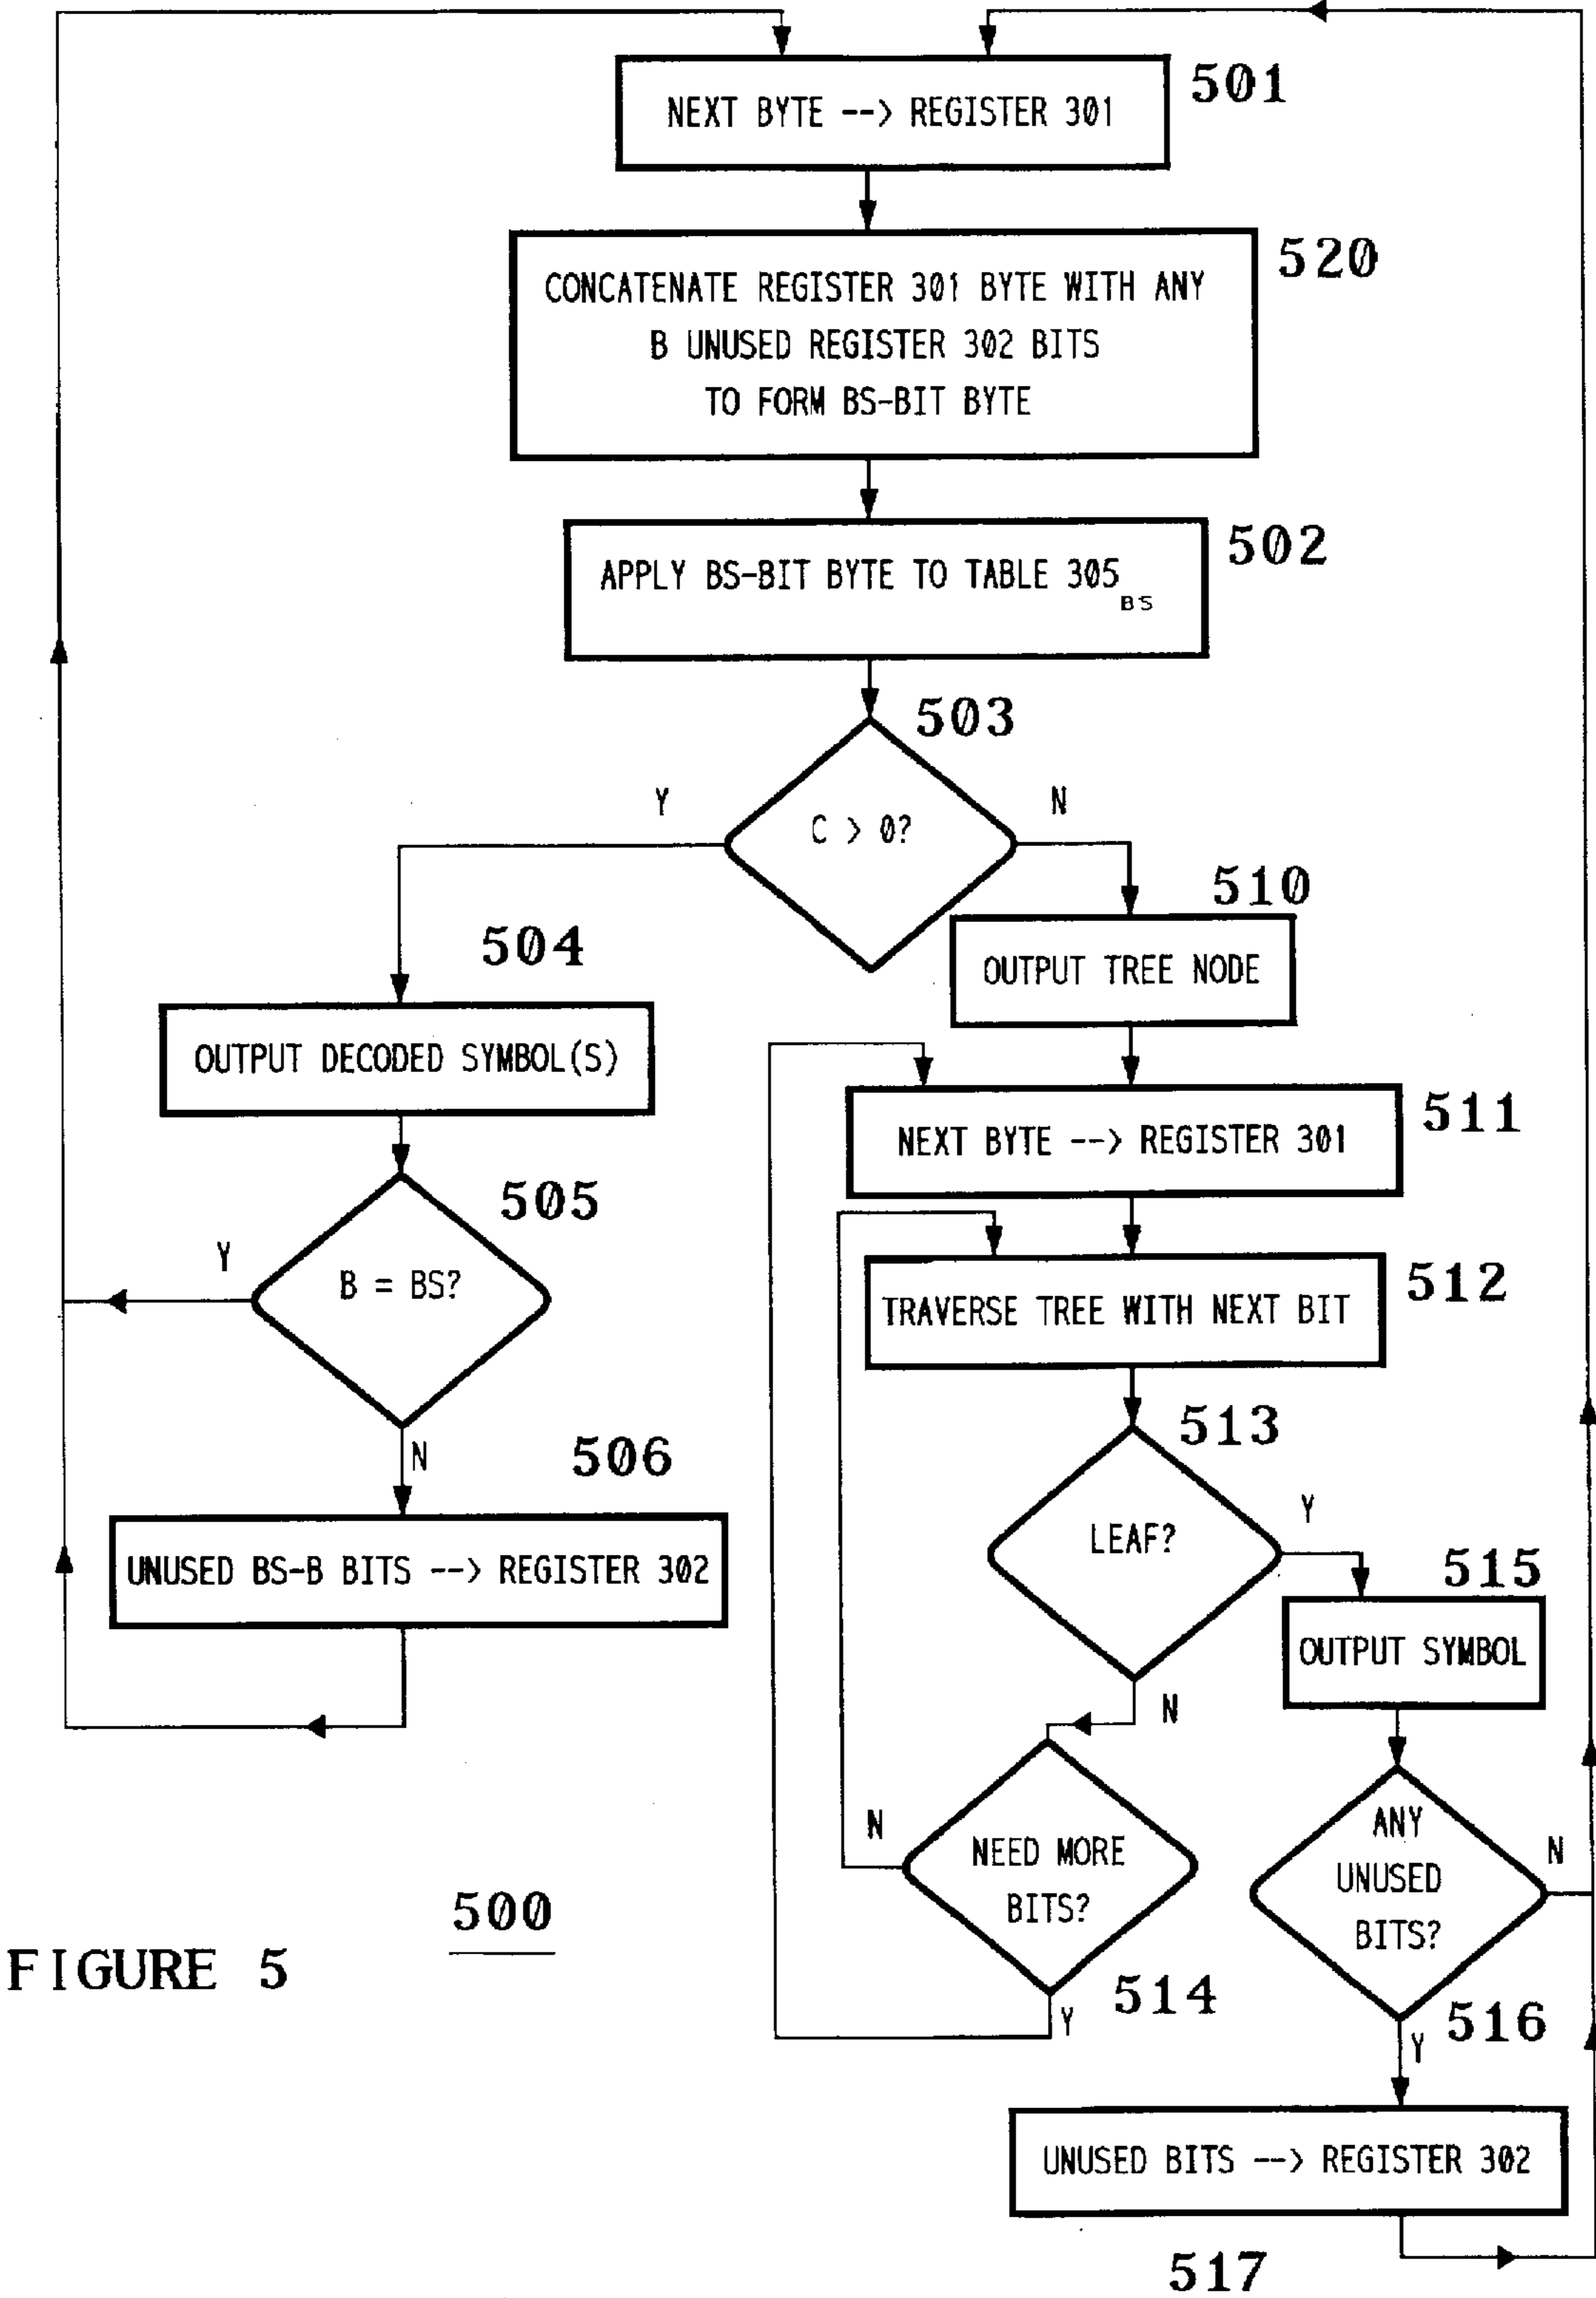 501
NEXT BYTE --> REGISTER 301
520
CONCATENATE REGISTER 301 BYTE WITH ANY
B UNUSED REGISTER 302 BITS
TO FORM BS-BIT BYTE
502
APPLY BS-BIT BYTE TO TABLE 305
BS
503
Y
N
C > 0?
510
504
OUTPUT TREE NODE
OUTPUT DECODED SYMBOL(S)
511
NEXT BYTE --> REGISTER 301
505
Y
B = BS?
512
TRAVERSE TREE WITH NEXT BIT
513
N
506
Y
LEAF?
515
UNUSED BS-B BITS --> REGISTER 302
OUTPUT SYMBOL
N
N
NEED MORE
BITS?
ANY
UNUSED
BITS?
N
500
FIGURE 5
514
Y
516
Y
UNUSED BITS --> REGISTER 302
517